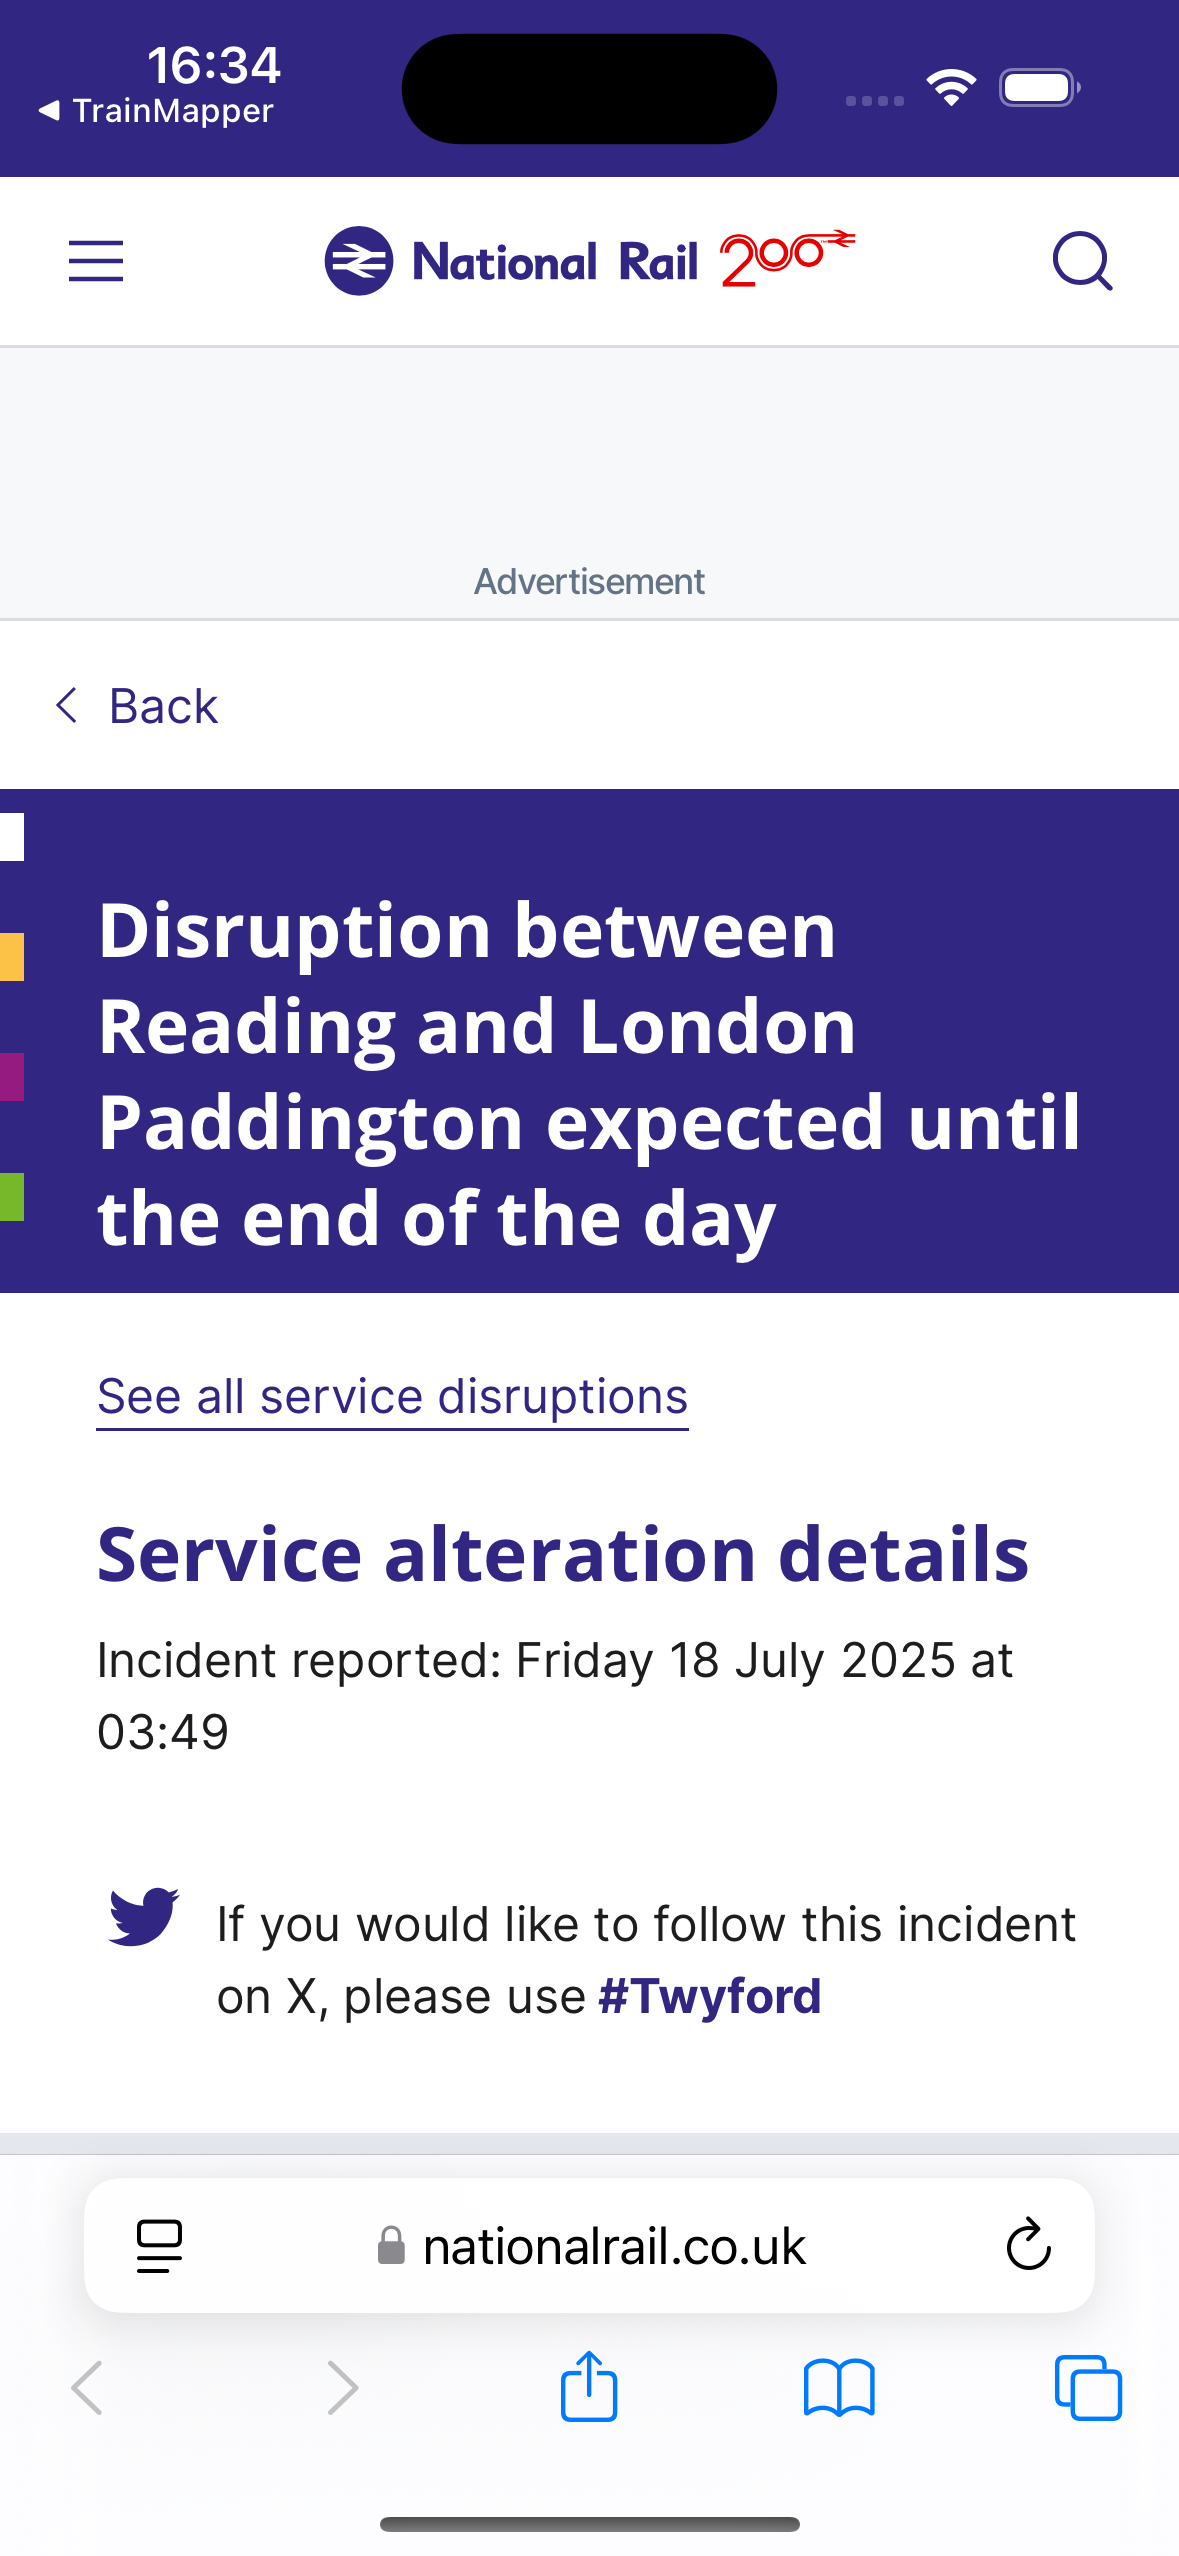 16:34
TrainMapper
National Rail 200
Advertisement
Back
Disruption between
Reading and London
Paddington expected until
the end of the day
See all service disruptions
Service alteration details
Incident reported: Friday 18 July 2025 at
03:49
If you would like to follow this incident
on X, please use #Twyford
nationalrail.co.uk